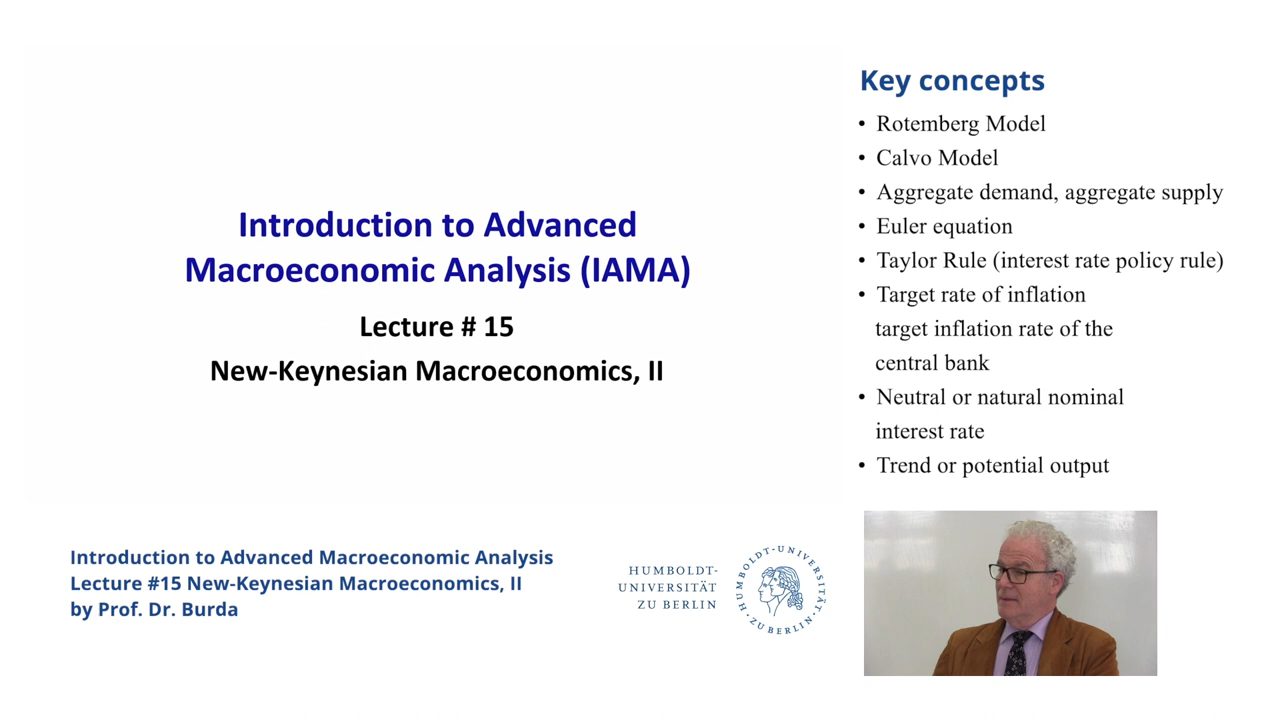 Introduction to Advanced
Macroeconomic Analysis (IAMA)
Lecture # 15
New-Keynesian Macroeconomics, II
Key concepts
• Rotemberg Model
• Calvo Model
• Aggregate demand, aggregate supply
• Euler equation
• Taylor Rule (interest rate policy rule)
• Target rate of inflation
target inflation rate of the
central bank
• Neutral or natural nominal
interest rate
• Trend or potential output
Introduction to Advanced Macroeconomic Analysis
Lecture #15 New-Keynesian Macroeconomics, II
by Prof. Dr. Burda
HUMBOLDT-
UNIVERSITÄT
ZU BERLIN
HUMBOLDT-UNIVERSITÄT
ZU BERLIN